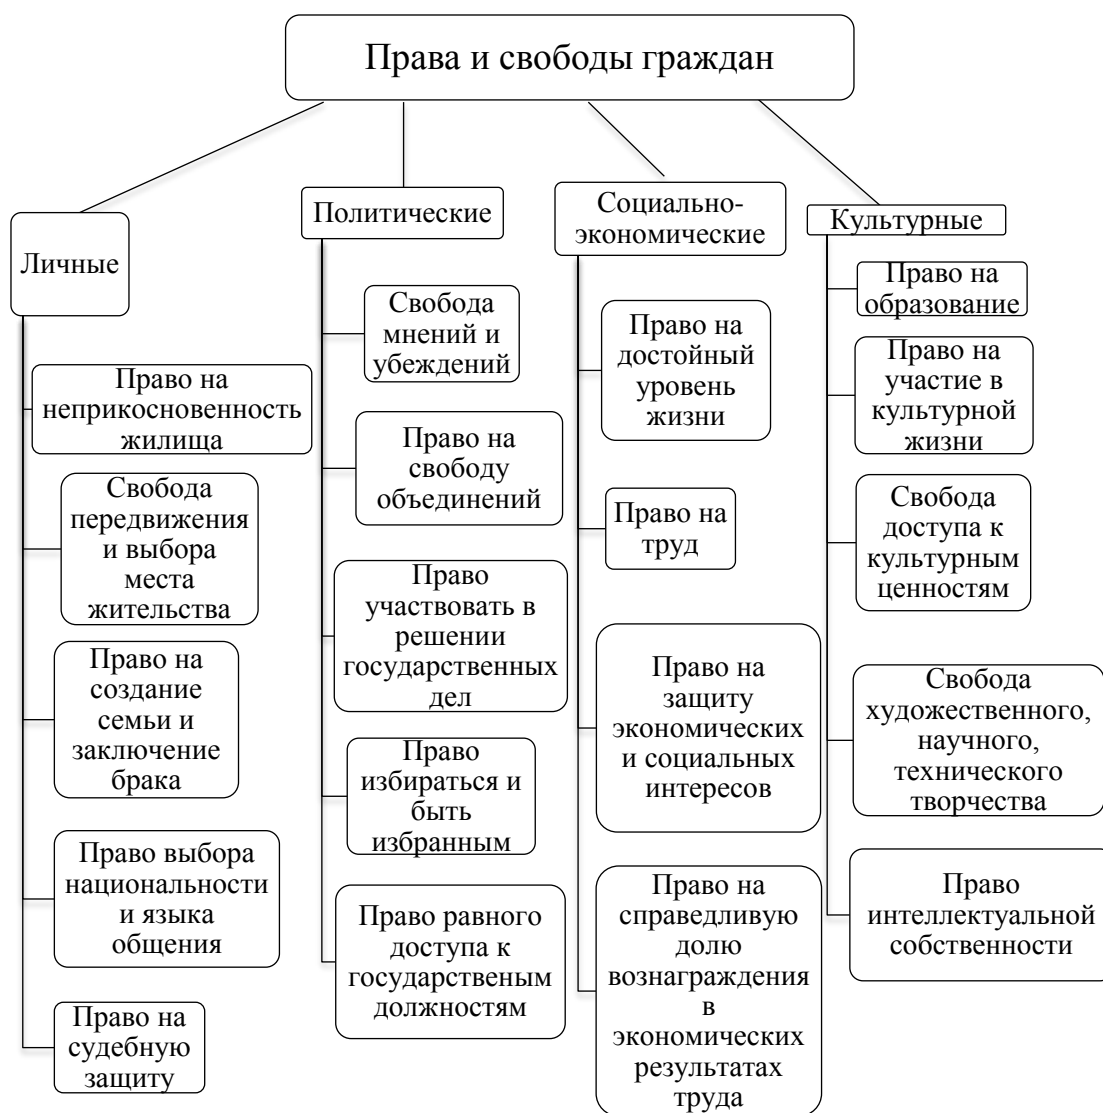 Права и свободы граждан
Личные
Право на
неприкосновенность
жилища
Свобода
передвижения
и выбора
места
жительства
Право на
создание
семьи и
заключение
брака
Право выбора
национальности
и языка
общения
Право на
судебную
защиту
Политические
Свобода
мнений и
убеждений
Право на
свободу
объединений
Право
участвовать в
решении
государственных
дел
Право
избираться и
быть
избранным
Право равного
доступа к
государственым
должностям
Социально-
экономические
Право на
достойный
уровень
жизни
Право на
труд
Право на
защиту
экономических
и социальных
интересов
Право на
справедливую
долю
вознаграждения
в
экономических
результатах
труда
Культурные
Право на
образование
Право на
участие в
культурной
жизни
Свобода
доступа к
культурным
ценностям
Свобода
художественного,
научного,
технического
творчества
Право
интеллектуальной
собственности